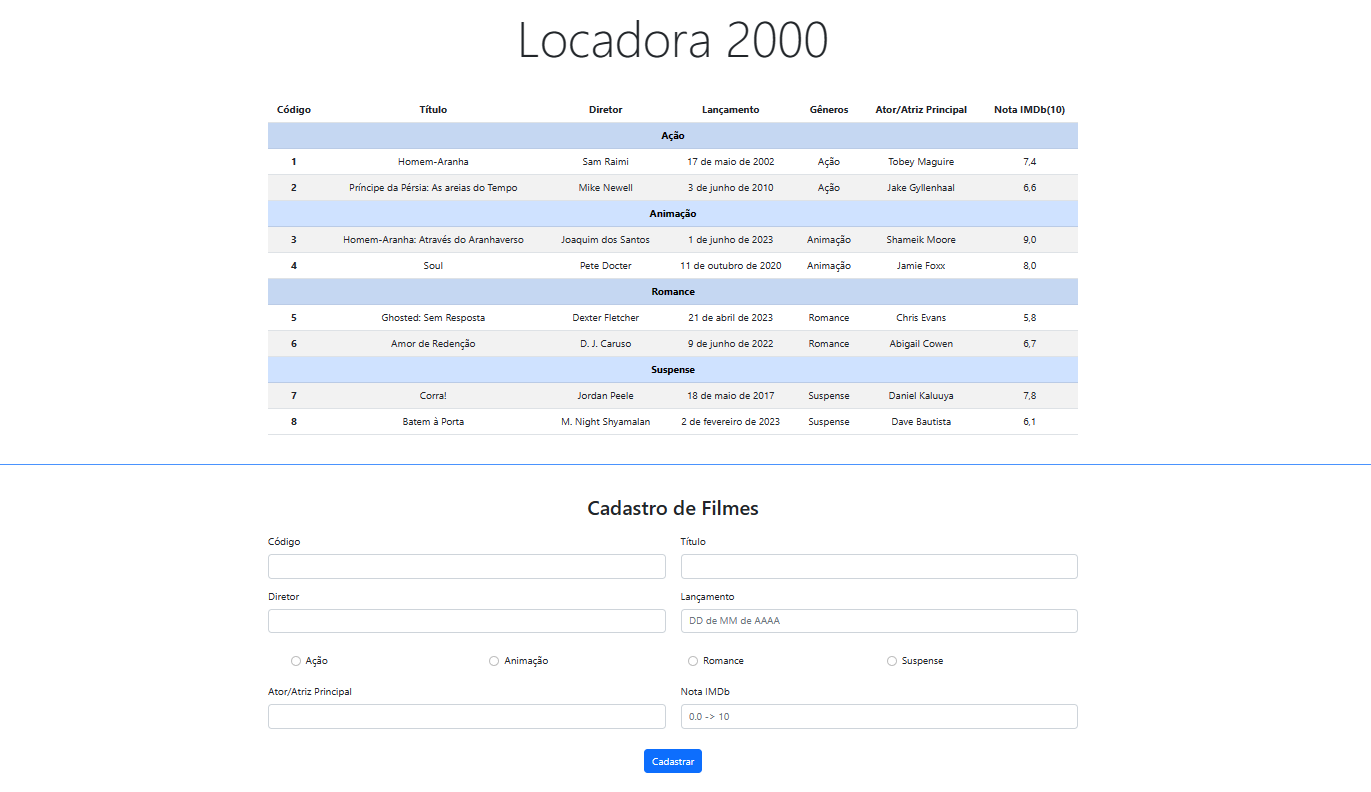 Locadora 2000
Código Título Diretor Lançamento Gêneros Ator/Atriz Principal Nota IMDb(10)
Ação
1 Homem-Aranha Sam Raimi 17 de maio de 2002 Ação Tobey Maguire 7,4
2 Príncipe da Pérsia: As areias do Tempo Mike Newell 3 de junho de 2010 Ação Jake Gyllenhaal 6,6
Animação
3 Homem-Aranha: Através do Aranhaverso Joaquim dos Santos 1 de junho de 2023 Animação Shameik Moore 9,0
4 Soul Pete Docter 11 de outubro de 2020 Animação Jamie Foxx 8,0
Romance
5 Ghosted: Sem Resposta Dexter Fletcher 21 de abril de 2023 Romance Chris Evans 5,8
6 Amor de Redenção D. J. Caruso 9 de junho de 2022 Romance Abigail Cowen 6,7
Suspense
7 Corra! Jordan Peele 18 de maio de 2017 Suspense Daniel Kaluuya 7,8
8 Batem à Porta M. Night Shyamalan 2 de fevereiro de 2023 Suspense Dave Bautista 6,1
Cadastro de Filmes
Código Título
Diretor Lançamento
DD de MM de AAAA
Ação Animação Romance Suspense
Ator/Atriz Principal Nota IMDb
0.0 -> 10
Cadastrar